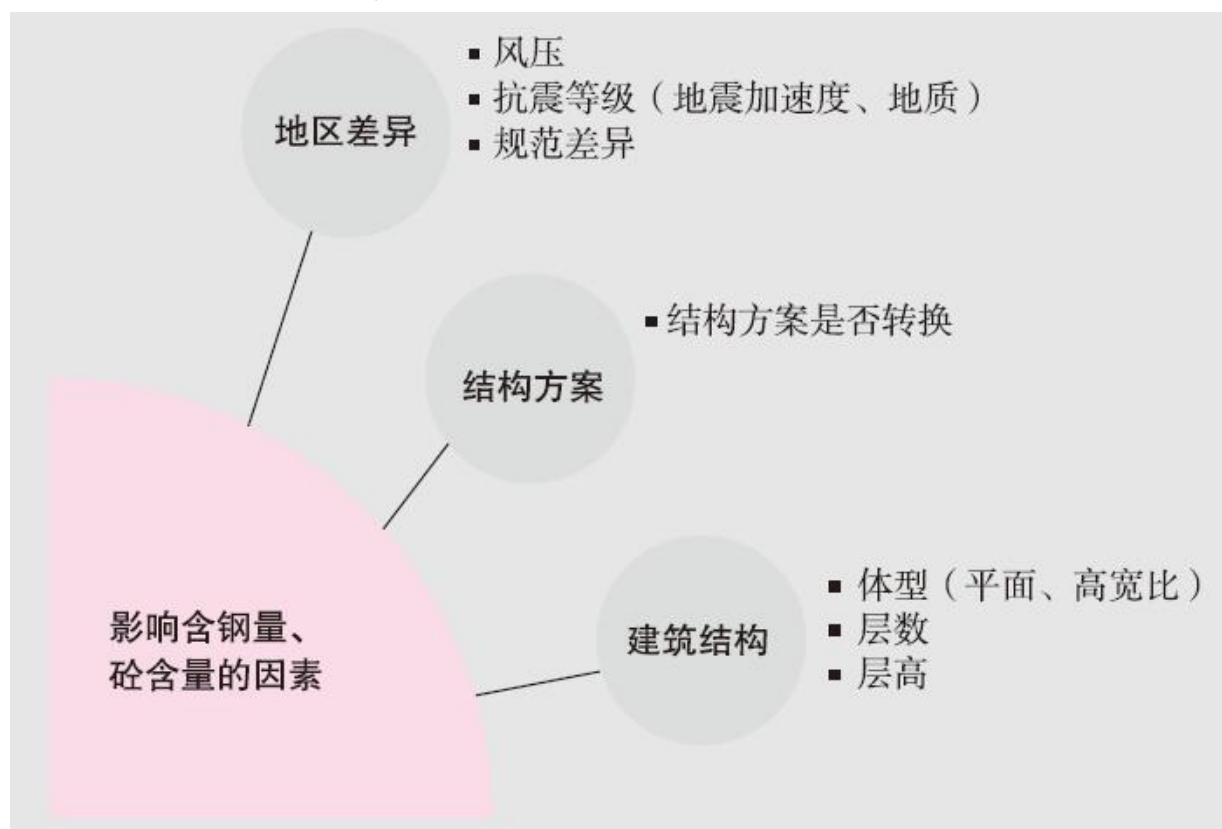 地区差异
▪ 风压
▪ 抗震等级（地震加速度、地质）
▪ 规范差异
结构方案
▪ 结构方案是否转换
建筑结构
▪ 体型（平面、高宽比）
▪ 层数
▪ 层高
影响含钢量、
砼含量的因素